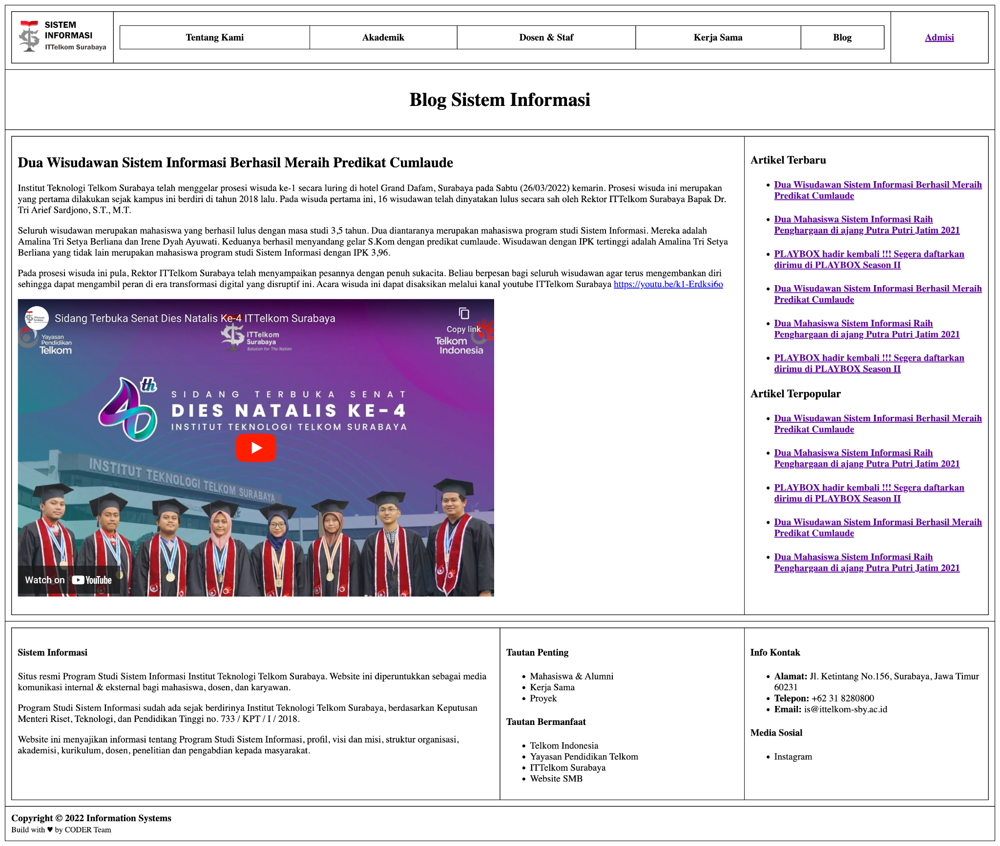 SISTEM
INFORMASI
ITTelkom Surabaya
Tentang Kami
Akademik
Dosen & Staf
Kerja Sama
Blog
Admisi
Blog Sistem Informasi
Dua Wisudawan Sistem Informasi Berhasil Meraih Predikat Cumlaude
Institut Teknologi Telkom Surabaya telah menggelar prosesi wisuda ke-1 secara luring di hotel Grand Dafam, Surabaya pada Sabtu (26/03/2022) kemarin. Prosesi wisuda ini merupakan
yang pertama dilakukan sejak kampus ini berdiri di tahun 2018 lalu. Pada wisuda pertama ini, 16 wisudawan telah dinyatakan lulus secara sah oleh Rektor ITTelkom Surabaya Bapak Dr.
Tri Arief Sardjono, S.T., M.T.
Seluruh wisudawan merupakan mahasiswa yang berhasil lulus dengan masa studi 3,5 tahun. Dua diantaranya merupakan mahasiswa program studi Sistem Informasi. Mereka adalah
Amalina Tri Setya Berliana dan Irene Dyah Ayuwati. Keduanya berhasil menyandang gelar S.Kom dengan predikat cumlaude. Wisudawan dengan IPK tertinggi adalah Amalina Tri Setya
Berliana yang tidak lain merupakan mahasiswa program studi Sistem Informasi dengan IPK 3,96.
Pada prosesi wisuda ini pula, Rektor ITTelkom Surabaya telah menyampaikan pesannya dengan penuh sukacita. Beliau berpesan bagi seluruh wisudawan agar terus mengembankan diri
sehingga dapat mengambil peran di era transformasi digital yang disruptif ini. Acara wisuda ini dapat disaksikan melalui kanal youtube ITTelkom Surabaya https://youtu.be/k1-Erdksi6o
Sidang Terbuka Senat Dies Natalis Ke-4 ITTelkom Surabaya
Copy link
Yayasan
Pendidikan
Telkom
ITTelkom
Surabaya
Solution for The Nation
Telkom
Indonesia
4th
SIDANG TERBUKA SENAT
DIES NATALIS KE-4
INSTITUT TEKNOLOGI TELKOM SURABAYA
INSTITUT TEKNOLOGI TELKOM SURABAYA
Watch on YouTube
Artikel Terbaru
• Dua Wisudawan Sistem Informasi Berhasil Meraih
Predikat Cumlaude
• Dua Mahasiswa Sistem Informasi Raih
Penghargaan di ajang Putra Putri Jatim 2021
• PLAYBOX hadir kembali !!! Segera daftarkan
dirimu di PLAYBOX Season II
• Dua Wisudawan Sistem Informasi Berhasil Meraih
Predikat Cumlaude
• Dua Mahasiswa Sistem Informasi Raih
Penghargaan di ajang Putra Putri Jatim 2021
• PLAYBOX hadir kembali !!! Segera daftarkan
dirimu di PLAYBOX Season II
Artikel Terpopular
• Dua Wisudawan Sistem Informasi Berhasil Meraih
Predikat Cumlaude
• Dua Mahasiswa Sistem Informasi Raih
Penghargaan di ajang Putra Putri Jatim 2021
• PLAYBOX hadir kembali !!! Segera daftarkan
dirimu di PLAYBOX Season II
• Dua Wisudawan Sistem Informasi Berhasil Meraih
Predikat Cumlaude
• Dua Mahasiswa Sistem Informasi Raih
Penghargaan di ajang Putra Putri Jatim 2021
Sistem Informasi
Situs resmi Program Studi Sistem Informasi Institut Teknologi Telkom Surabaya. Website ini diperuntukkan sebagai media
komunikasi internal & eksternal bagi mahasiswa, dosen, dan karyawan.
Program Studi Sistem Informasi sudah ada sejak berdirinya Institut Teknologi Telkom Surabaya, berdasarkan Keputusan
Menteri Riset, Teknologi, dan Pendidikan Tinggi no. 733 / KPT / I / 2018.
Website ini menyajikan informasi tentang Program Studi Sistem Informasi, profil, visi dan misi, struktur organisasi,
akademisi, kurikulum, dosen, penelitian dan pengabdian kepada masyarakat.
Tautan Penting
• Mahasiswa & Alumni
• Kerja Sama
• Proyek
Tautan Bermanfaat
• Telkom Indonesia
• Yayasan Pendidikan Telkom
• ITTelkom Surabaya
• Website SMB
Info Kontak
• Alamat: Jl. Ketintang No.156, Surabaya, Jawa Timur
60231
• Telepon: +62 31 8280800
• Email: is@ittelkom-sby.ac.id
Media Sosial
• Instagram
Copyright © 2022 Information Systems
Build with ♥ by CODER Team